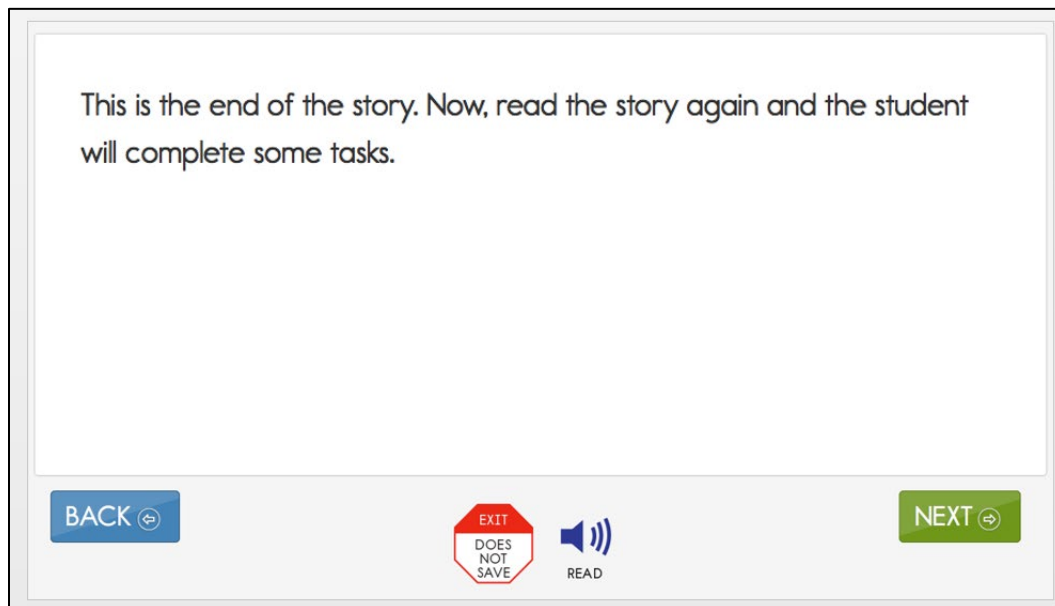 This is the end of the story. Now, read the story again and the student
will complete some tasks.
BACK
EXIT
DOES
NOT
SAVE
READ
NEXT